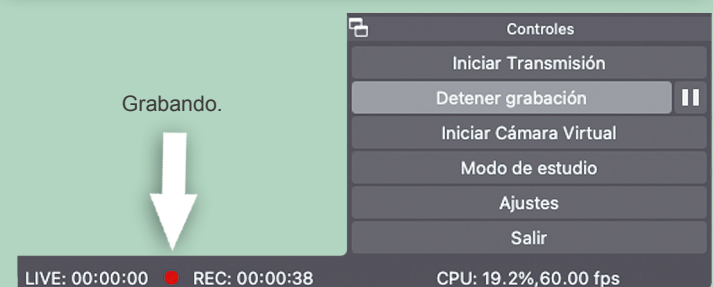 Controles
Iniciar Transmisión
Grabando.
Detener grabación
Iniciar Cámara Virtual
Modo de estudio
Ajustes
Salir
LIVE: 00:00:00 REC: 00:00:38 CPU: 19.2%,60.00 fps